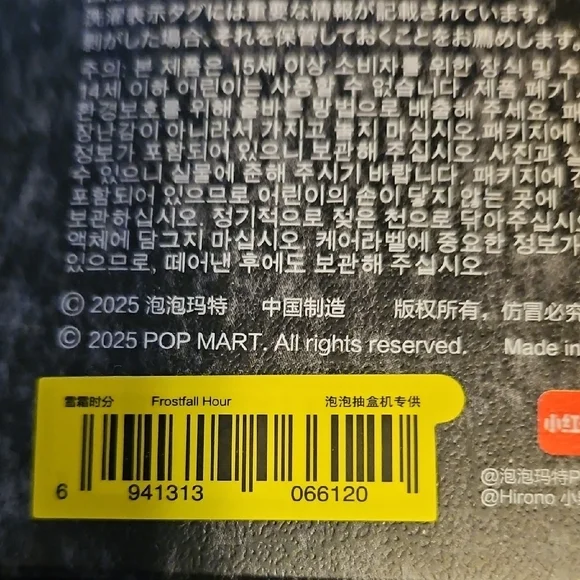 洗濯表示タグには重要な情報が記載されています。
剥がした場合、それを保管しておくことをお薦めします。
주의: 본 제품은 15세 이상 소비자를 위한 장식 및 수
14세 이하 어린이는 사용할 수 없습니다. 제품 폐기
환경보호를 위해 올바른 방법으로 배출해 주세요.
장난감이 아니라서 가지고 놀지 마십시오. 패키지에
정보가 포함되어 있으니 보관해 주십시오. 사진과
수 있으니 실물에 준해 주시기 바랍니다. 패키지에
포함되어 있으므로 어린이의 손이 닿지 않는 곳에
보관하십시오. 정기적으로 젖은 천으로 닦아주십시
액체에 담그지 마십시오. 케어라벨에 중요한 정보가
있으므로, 떼어낸 후에도 보관해 주십시오.
© 2025 泡泡玛特 中国制造 版权所有，仿冒必究
© 2025 POP MART. All rights reserved. Made in
雪霜时分 Frostfall Hour 泡泡抽盒机专供
6 941313 066120
小红
@泡泡玛特P
@Hirono 小